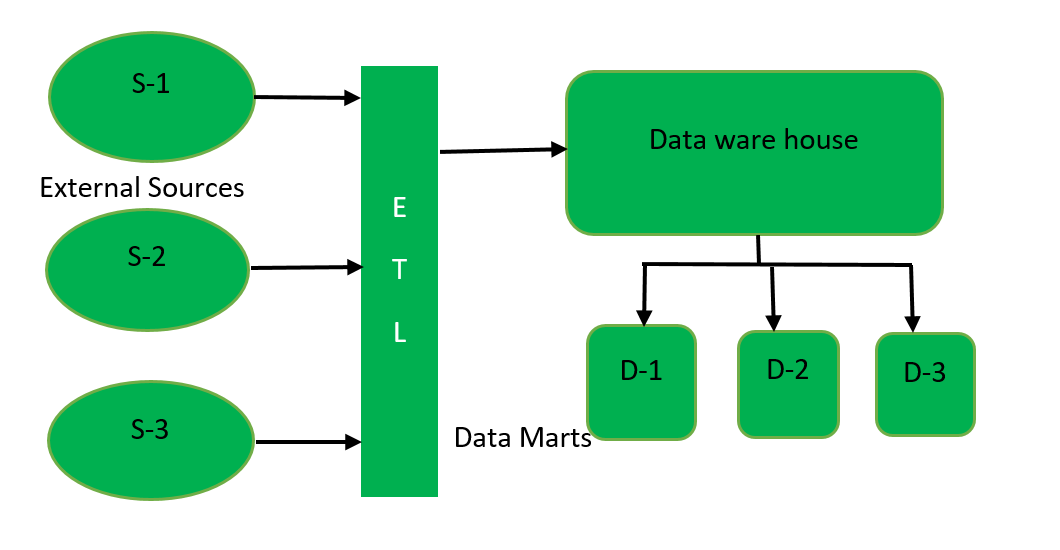 S-1
External Sources
S-2
S-3
E
T
L
Data ware house
D-1
D-2
D-3
Data Marts